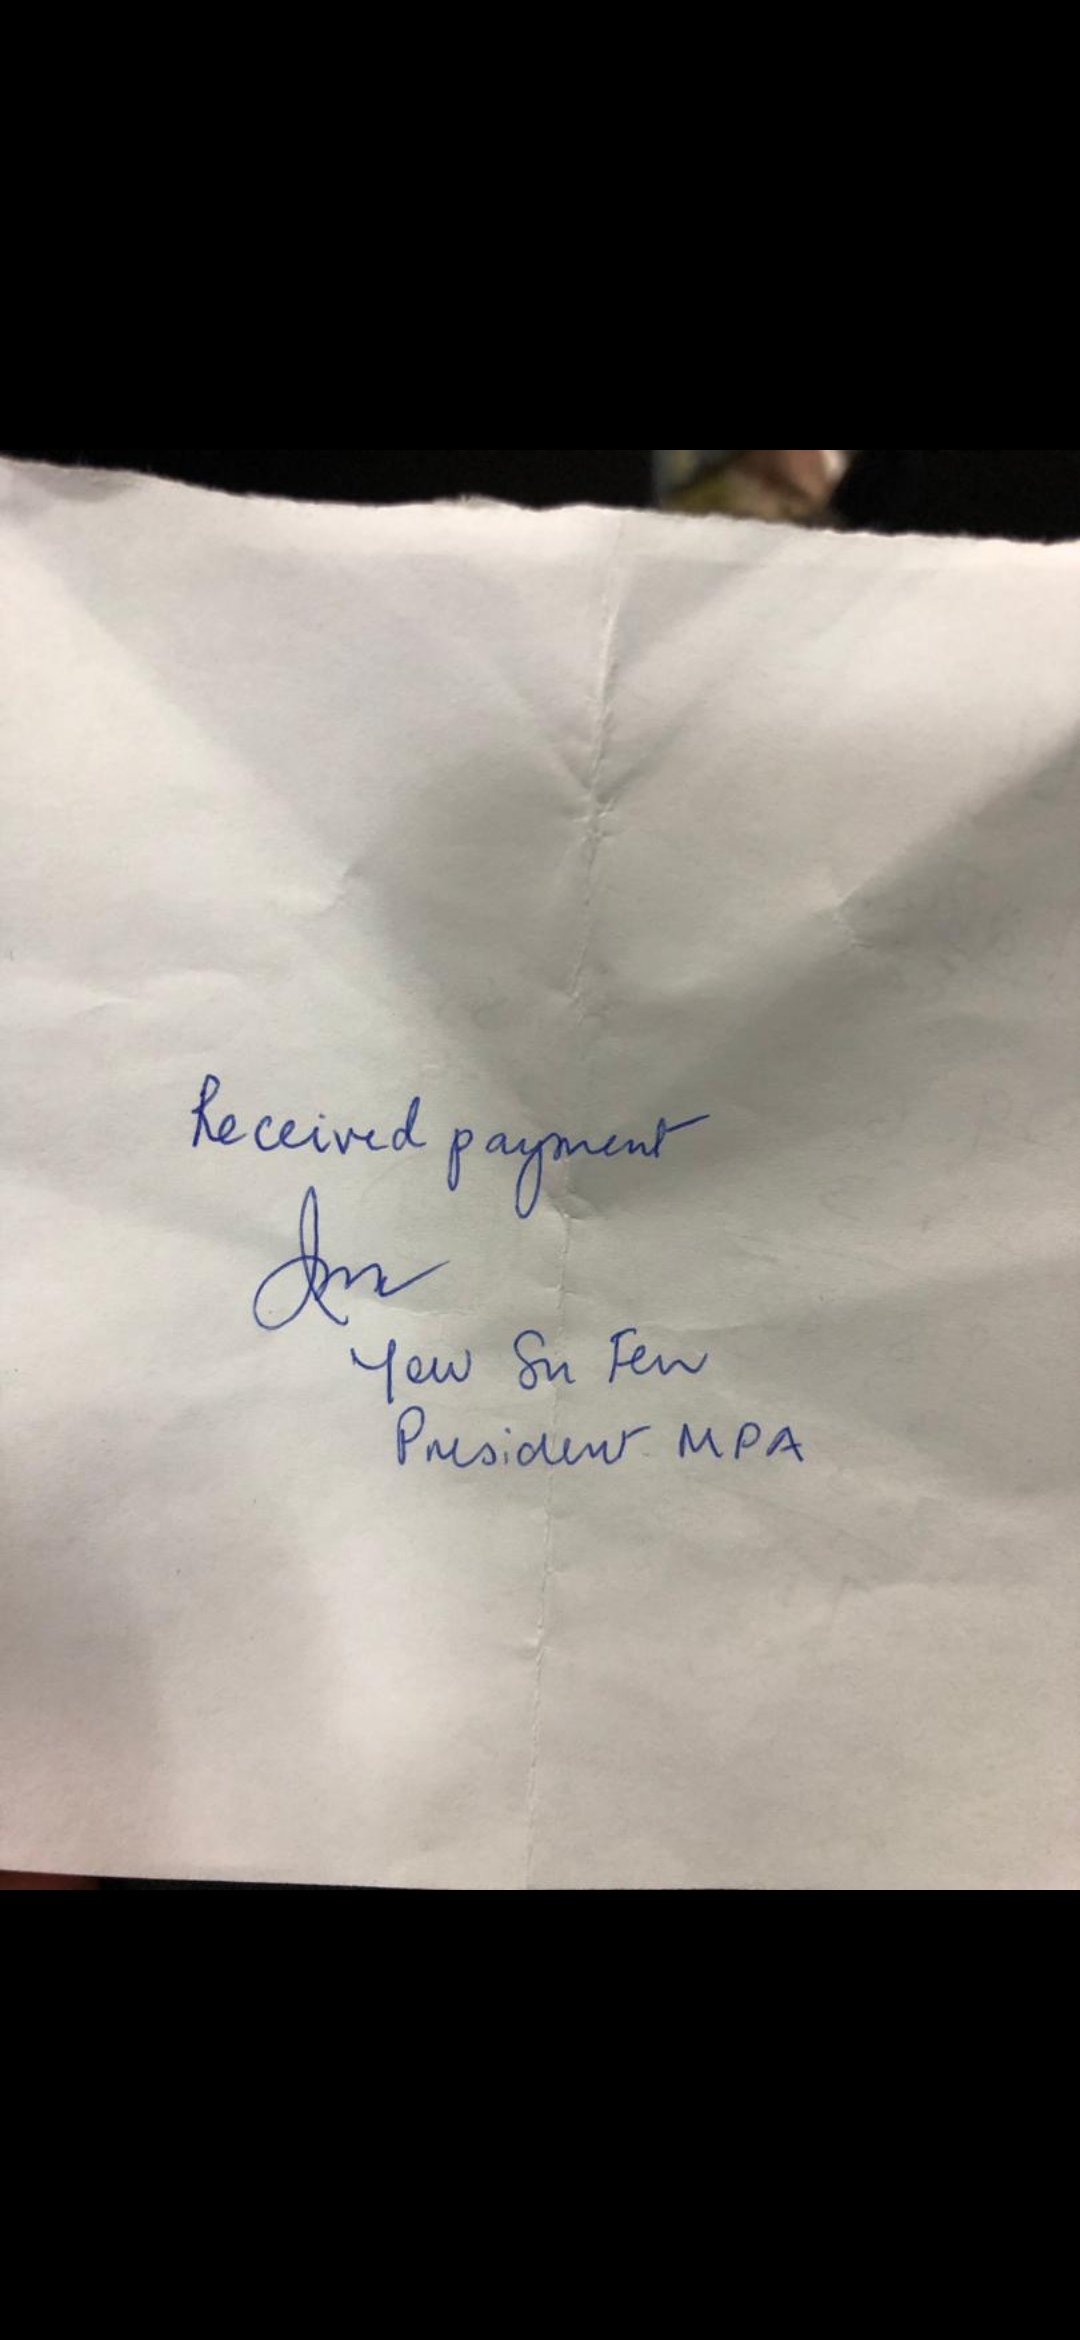 Received payment
Yew Su Fen
President MPA